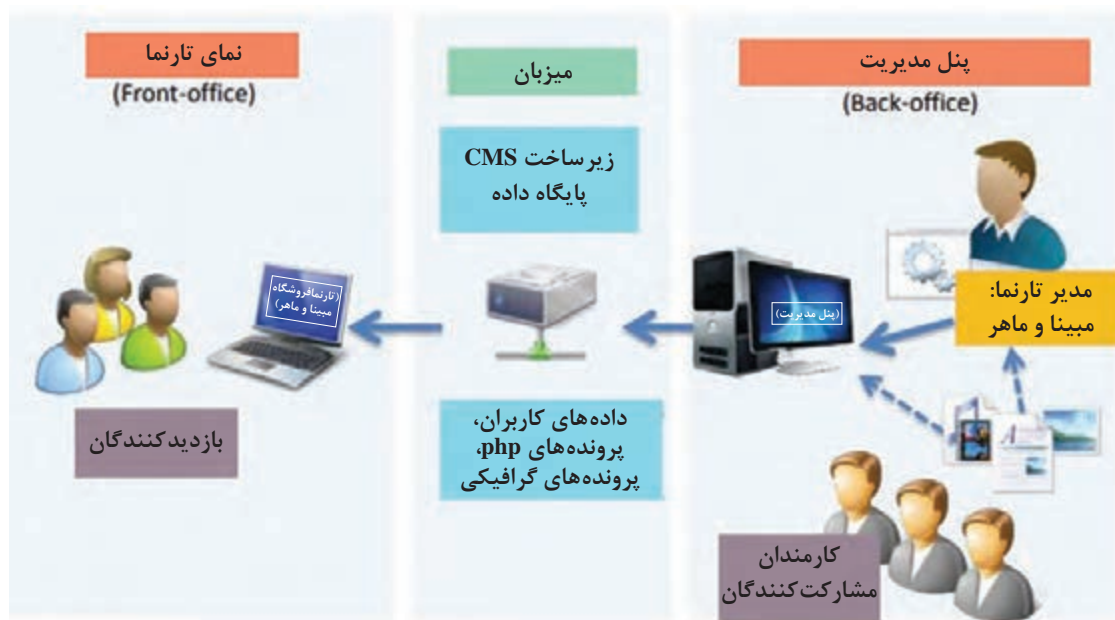 پنل مدیریت
(Back-office)
مدیر تارنما:
مبینا و ماهر
(پنل مدیریت)
کارمندان
مشارکت‌کنندگان
میزبان
زیرساخت CMS
پایگاه داده
داده‌های کاربران،
پرونده‌های php،
پرونده‌های گرافیکی
نمای تارنما
(Front-office)
(تارنمافروشگاه
مبینا و ماهر)
بازدیدکنندگان